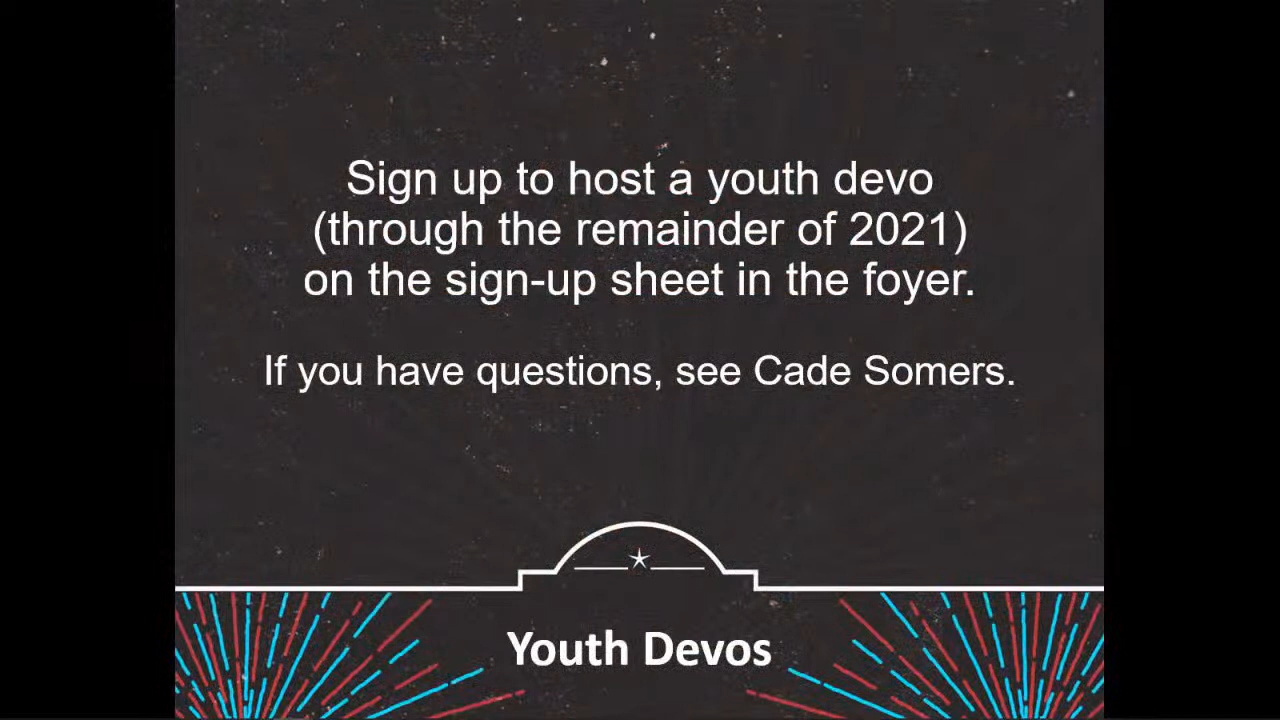 Sign up to host a youth devo
(through the remainder of 2021)
on the sign-up sheet in the foyer.
If you have questions, see Cade Somers.
Youth Devos